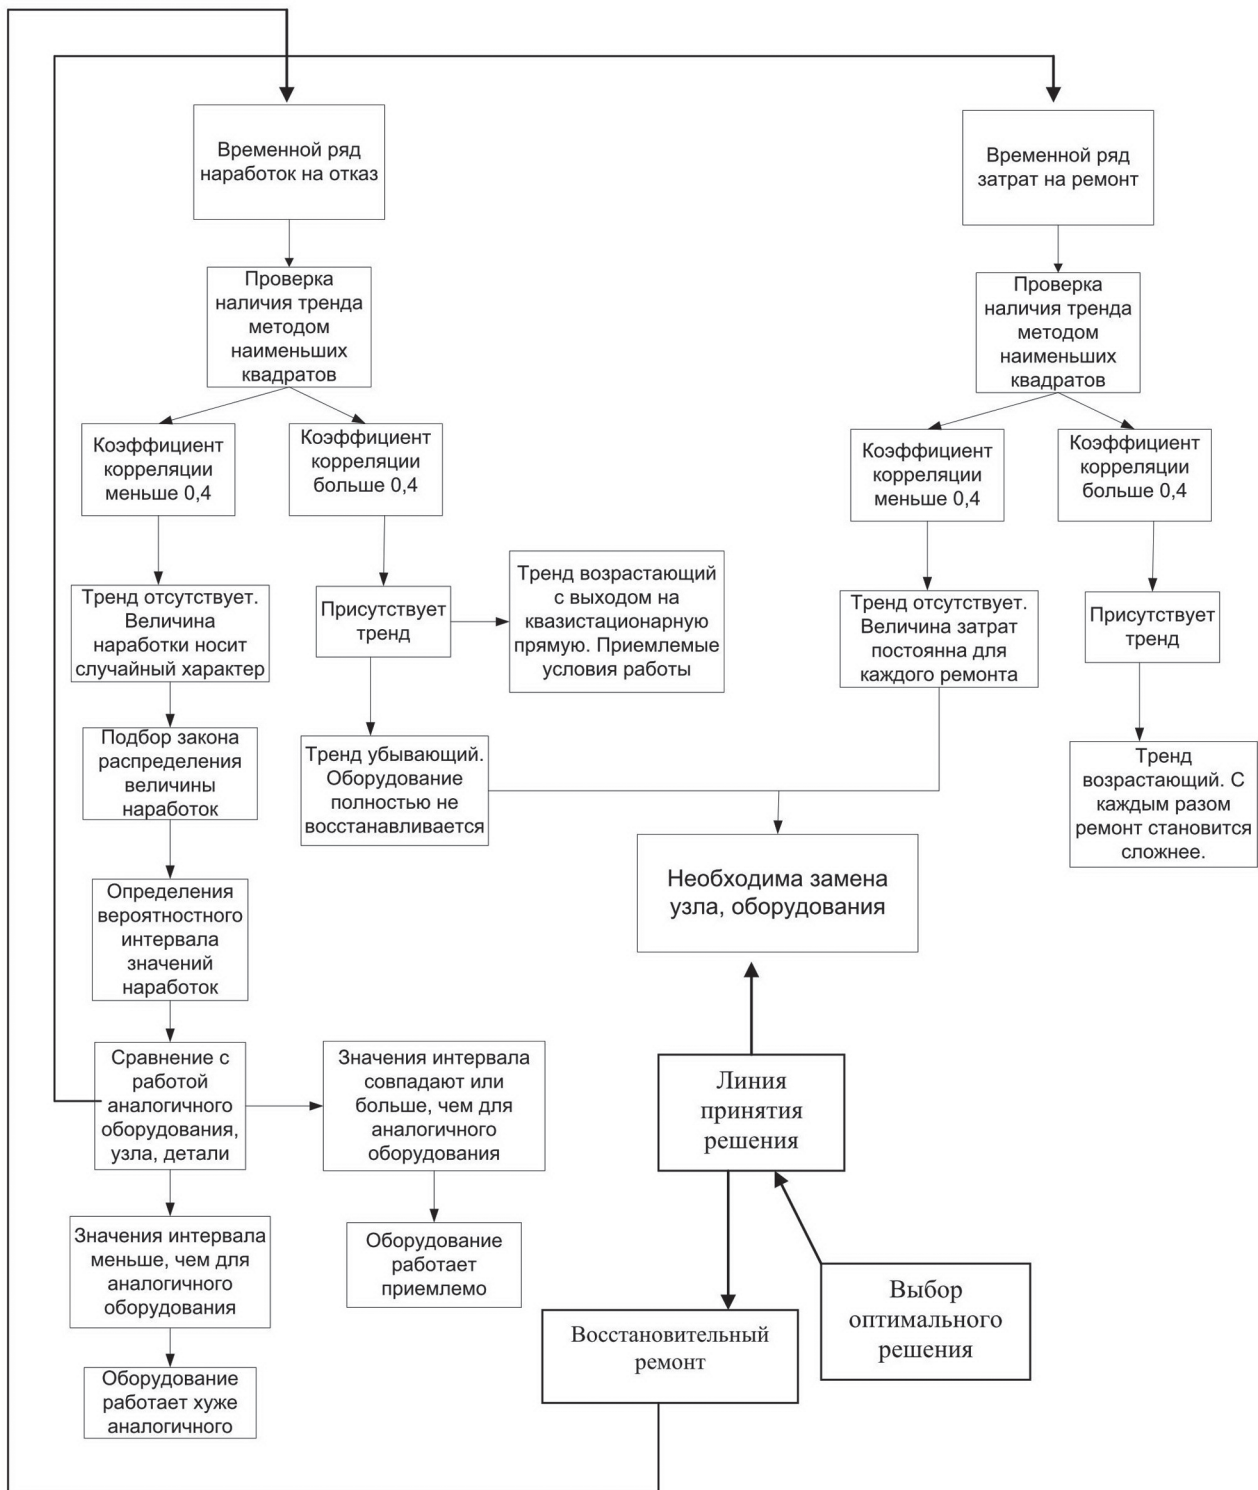 Временной ряд
наработок на отказ
Временной ряд
затрат на ремонт
Проверка
наличия тренда
методом
наименьших
квадратов
Проверка
наличия тренда
методом
наименьших
квадратов
Коэффициент
корреляции
меньше 0,4
Коэффициент
корреляции
больше 0,4
Коэффициент
корреляции
меньше 0,4
Коэффициент
корреляции
больше 0,4
Тренд отсутствует.
Величина
наработки носит
случайный характер
Присутствует
тренд
Тренд возрастающий
с выходом на
квазистационарную
прямую. Приемлемые
условия работы
Тренд отсутствует.
Величина затрат
постоянна для
каждого ремонта
Присутствует
тренд
Подбор закона
распределения
величины
наработок
Тренд убывающий.
Оборудование
полностью не
восстанавливается
Тренд
возрастающий. С
каждым разом
ремонт становится
сложнее.
Необходима замена
узла, оборудования
Определения
вероятностного
интервала
значений
наработок
Сравнение с
работой
аналогичного
оборудования,
узла, детали
Значения интервала
совпадают или
больше, чем для
аналогичного
оборудования
Линия
принятия
решения
Значения интервала
меньше, чем для
аналогичного
оборудования
Оборудование
работает
приемлемо
Выбор
оптимального
решения
Восстановительный
ремонт
Оборудование
работает хуже
аналогичного